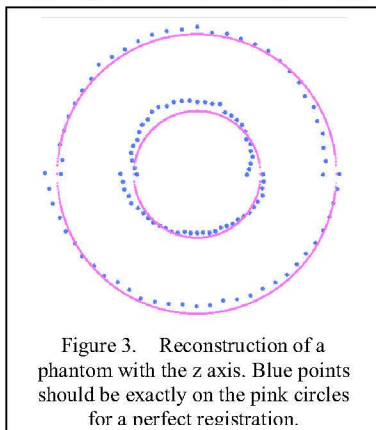 Figure 3. Reconstruction of a
phantom with the z axis. Blue points
should be exactly on the pink circles
for a perfect registration.